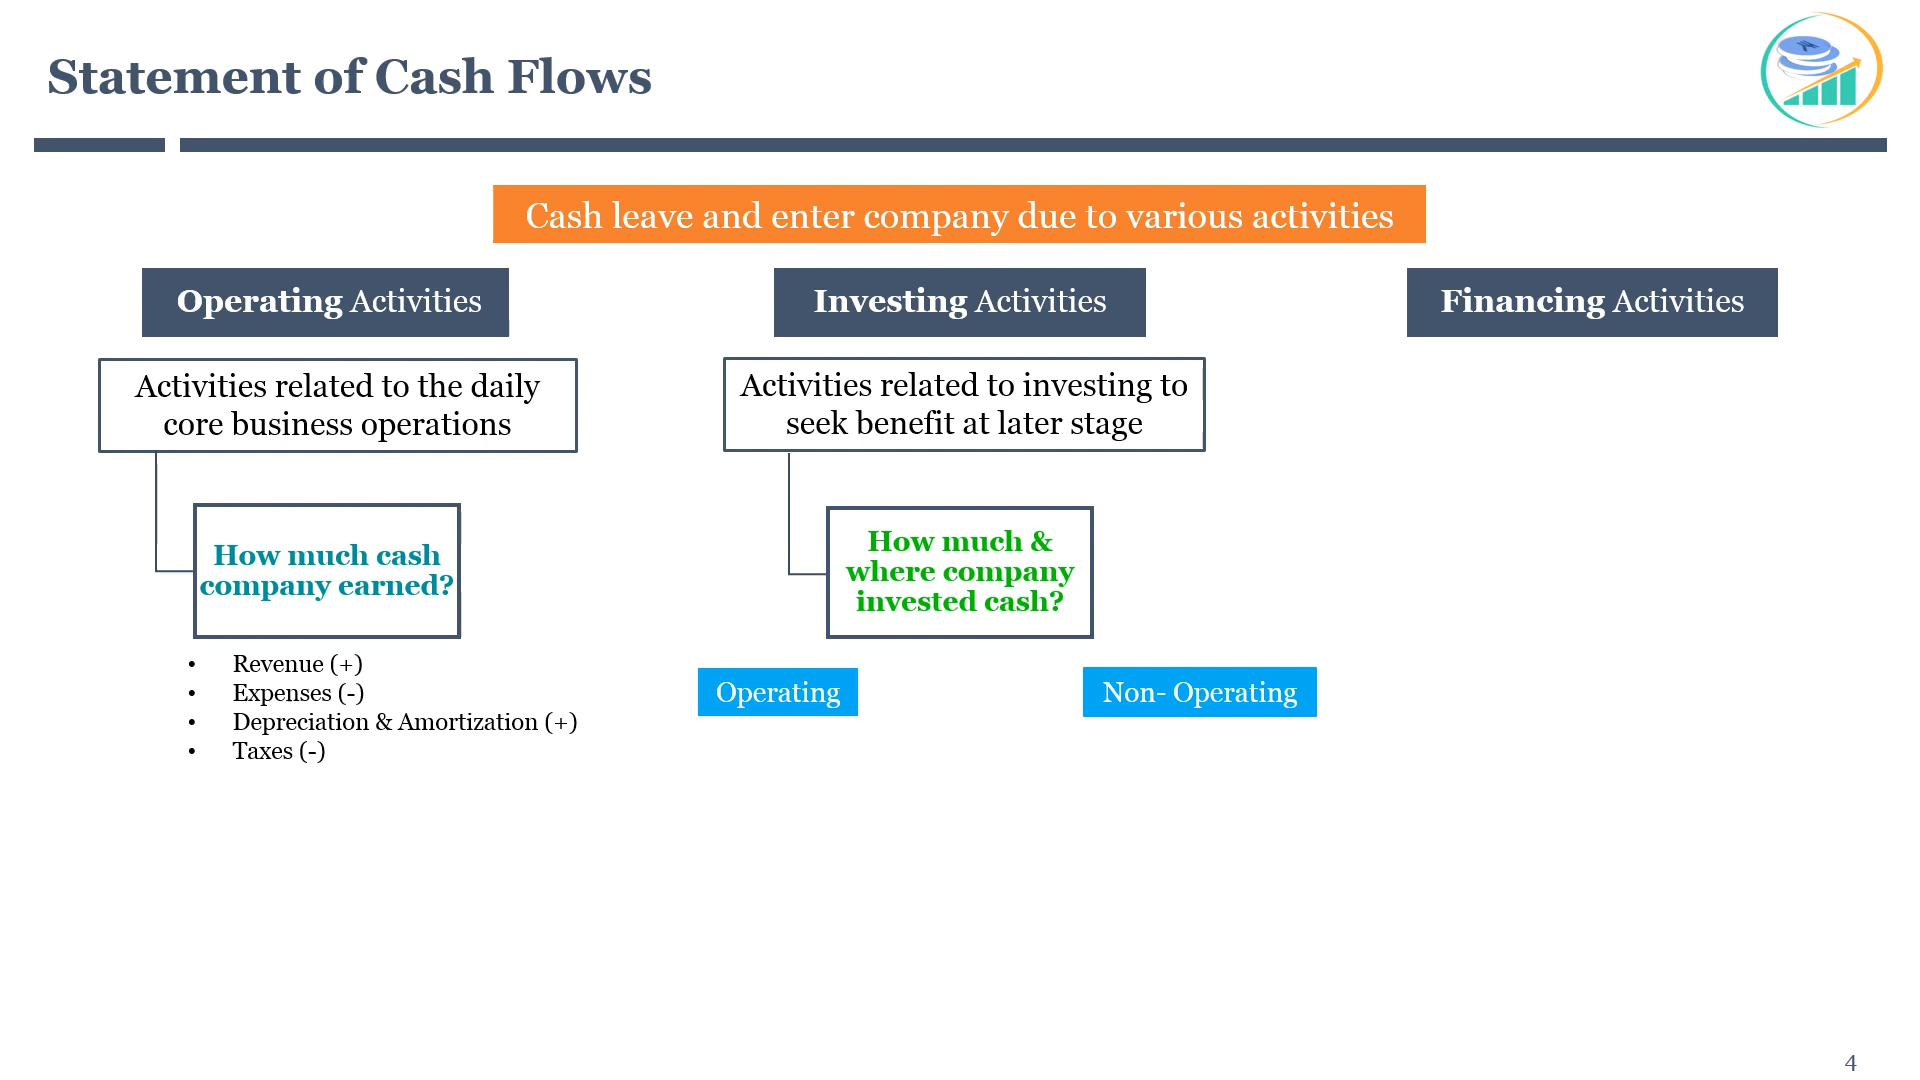 Statement of Cash Flows
Cash leave and enter company due to various activities
Operating Activities
Investing Activities
Financing Activities
Activities related to the daily
core business operations
Activities related to investing to
seek benefit at later stage
How much cash
company earned?
How much &
where company
invested cash?
• Revenue (+)
• Expenses (-)
• Depreciation & Amortization (+)
• Taxes (-)
Operating
Non- Operating
4